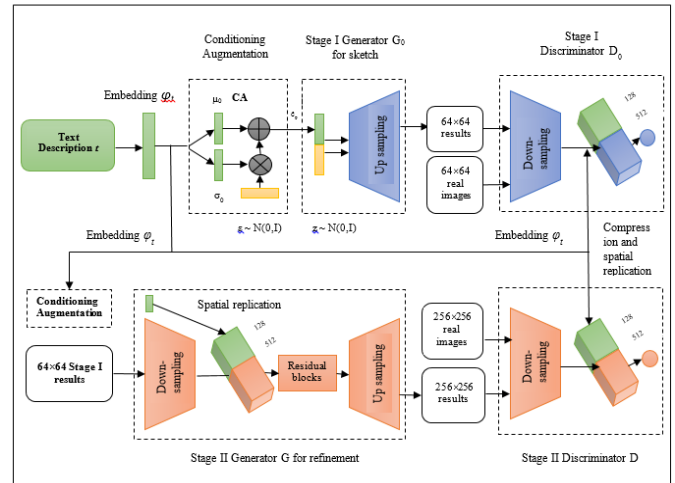 Conditioning
Augmentation
Stage I Generator G0
for sketch
Stage I
Discriminator D0
Embedding φt
μ0
CA
c0
128
512
Text
Description t
Up sampling
64×64
results
Down-
sampling
64×64
real
images
σ0
ε~ N(0,I)
z~ N(0,I)
Embedding φt
Embedding φt
Compress
ion and
spatial
replication
Conditioning
Augmentation
Spatial replication
64×64 Stage I
results
Down-
sampling
128
512
Residual
blocks
Up sampling
256×256
real
images
256×256
results
Down-
sampling
128
512
Stage II Generator G for refinement
Stage II Discriminator D